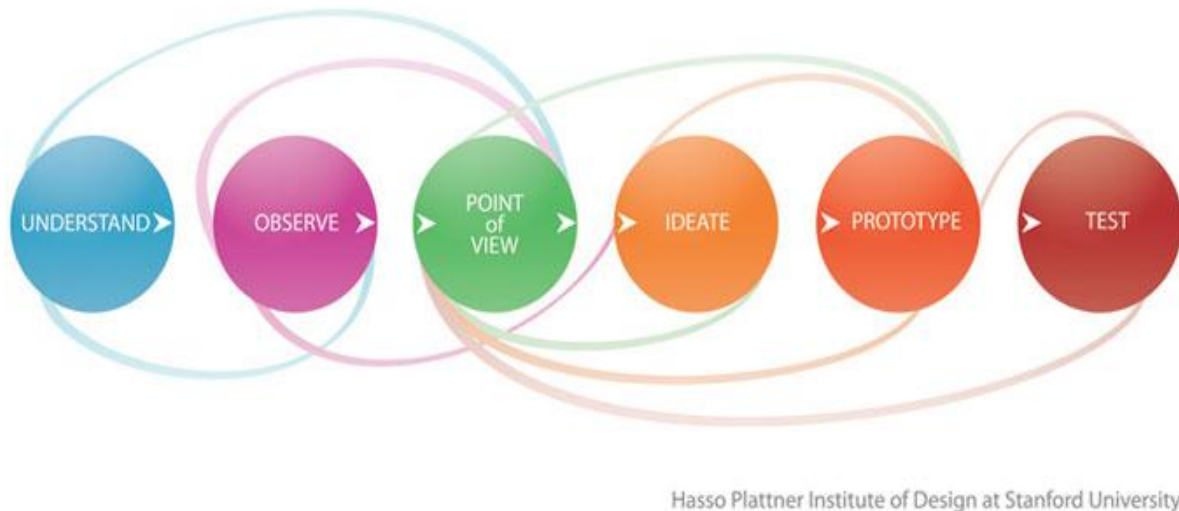 UNDERSTAND
OBSERVE
POINT
of
VIEW
IDEATE
PROTOTYPE
TEST
Hasso Plattner Institute of Design at Stanford University